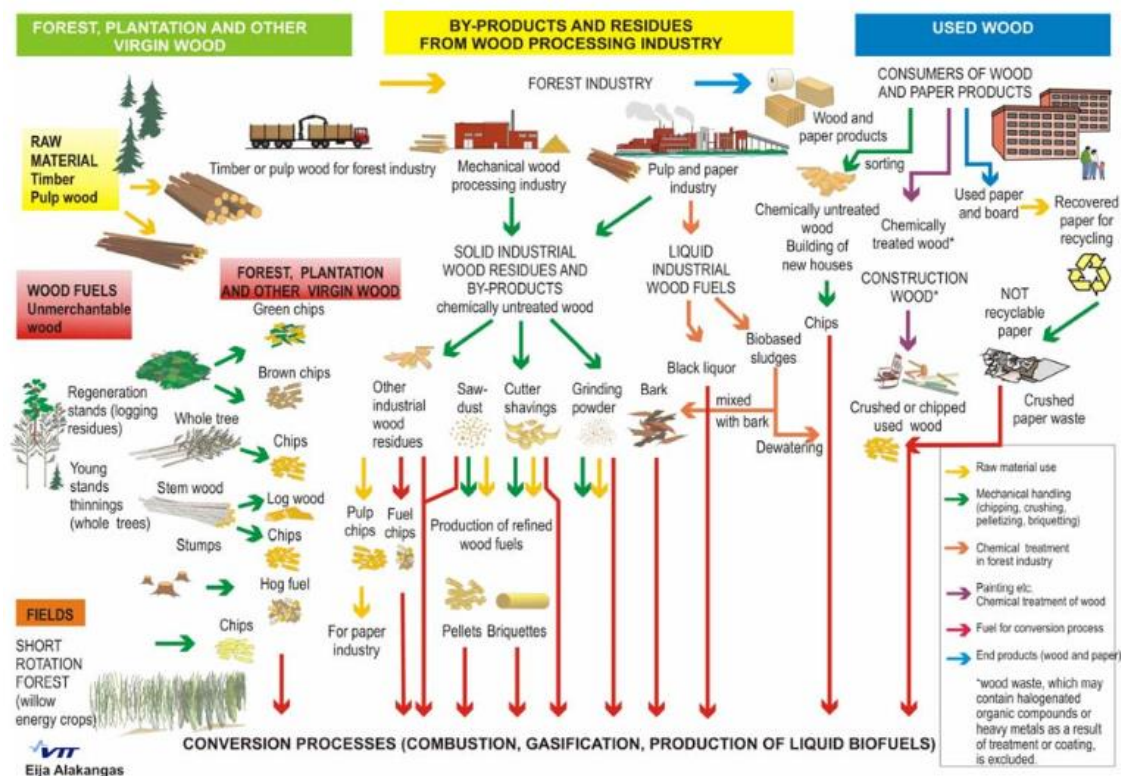 FOREST, PLANTATION AND OTHER
VIRGIN WOOD
BY-PRODUCTS AND RESIDUES
FROM WOOD PROCESSING INDUSTRY
USED WOOD
RAW
MATERIAL
Timber
Pulp wood
Timber or pulp wood for forest industry
FOREST INDUSTRY
Mechanical wood
processing industry
Pulp and paper
industry
Wood and
paper products
CONSUMERS OF WOOD
AND PAPER PRODUCTS
sorting
Chemically untreated
wood
Building of
new houses
Chemically
treated wood*
Used paper
and board
Recovered
paper for
recycling
WOOD FUELS
Unmerchantable
wood
FOREST, PLANTATION
AND OTHER VIRGIN WOOD
Green chips
Brown chips
Regeneration
stands (logging
residues)
Whole tree
Chips
Young
stands
thinnings
(whole trees)
Stem wood
Log wood
Chips
Stumps
Hog fuel
FIELDS
SHORT
ROTATION
FOREST
(willow
energy crops)
Chips
SOLID INDUSTRIAL
WOOD RESIDUES AND
BY-PRODUCTS
chemically untreated wood
LIQUID
INDUSTRIAL
WOOD FUELS
Other
industrial
wood
residues
Saw-
dust
Cutter
shavings
Grinding
powder
Bark
Black liquor
Biobased
sludges
mixed
with bark
Dewatering
Chips
CONSTRUCTION
WOOD*
NOT
recyclable
paper
Crushed or chipped
used wood
Crushed
paper waste
Pulp
chips
Fuel
chips
Production of refined
wood fuels
For paper
industry
Pellets
Briquettes
Raw material use
Mechanical handling
(chipping, crushing,
pelletizing, briquetting)
Chemical treatment
in forest industry
Painting etc.
Chemical treatment of wood
Fuel for conversion process
End products (wood and paper)
*wood waste, which may
contain halogenated
organic compounds or
heavy metals as a result
of treatment or coating,
is excluded.
CONVERSION PROCESSES (COMBUSTION, GASIFICATION, PRODUCTION OF LIQUID BIOFUELS)
VTT
Eija Alakangas